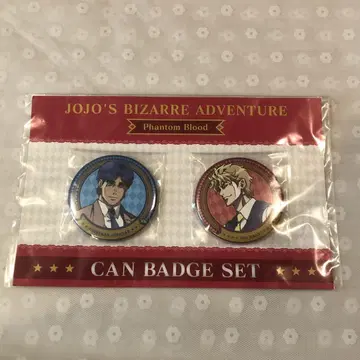 JOJO'S BIZARRE ADVENTURE
Phantom Blood
CAN BADGE SET